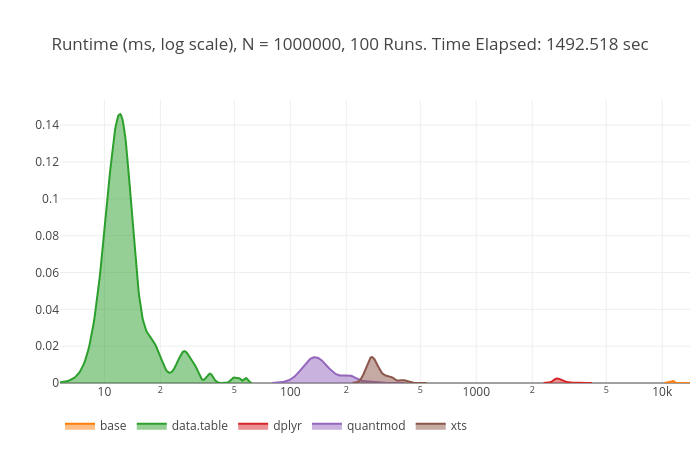 Runtime (ms, log scale), N = 1000000, 100 Runs. Time Elapsed: 1492.518 sec
0.14
0.12
0.1
0.08
0.06
0.04
0.02
0
10 2 5 100 2 5 1000 2 5 10k
base data.table dplyr quantmod xts